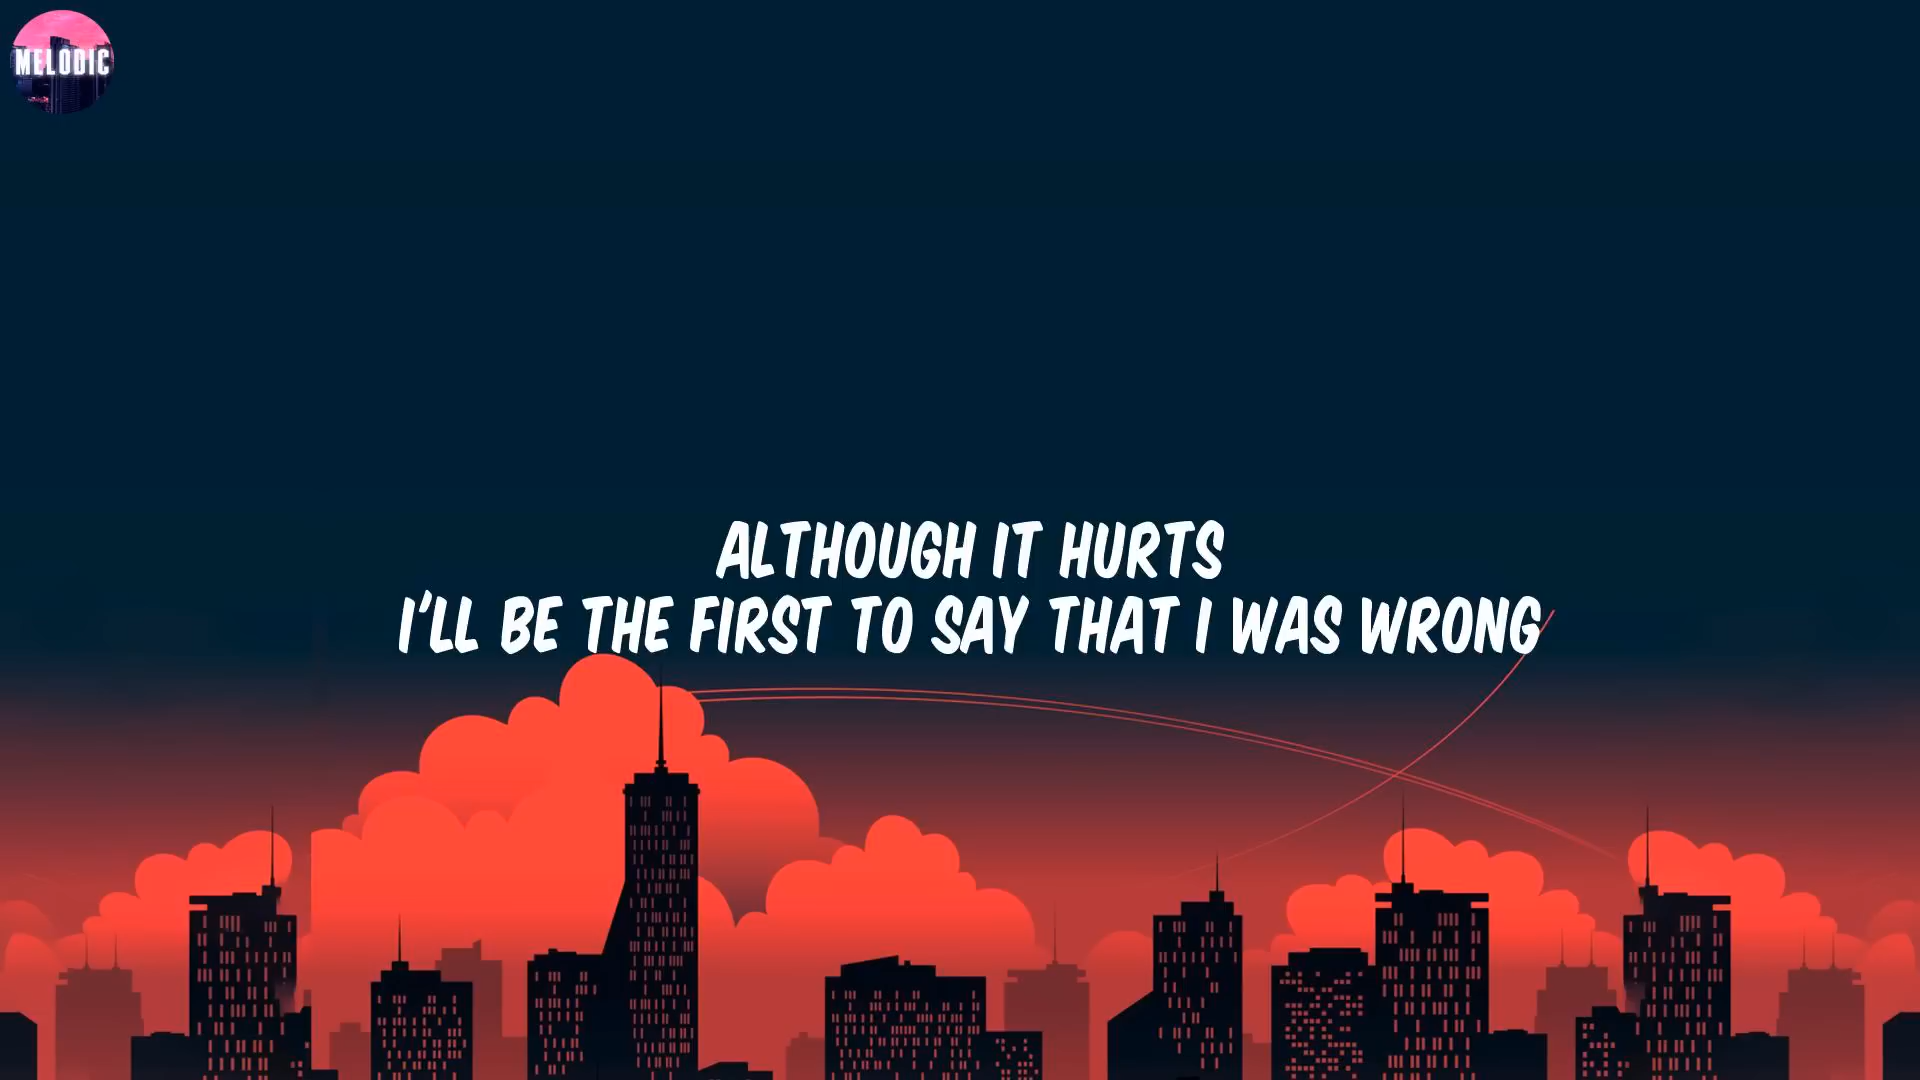 MELODIC
ALTHOUGH IT HURTS
I'LL BE THE FIRST TO SAY THAT I WAS WRONG